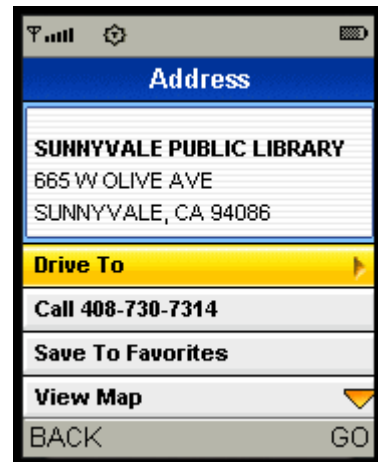 Address
SUNNYVALE PUBLIC LIBRARY
665 W OLIVE AVE
SUNNYVALE, CA 94086
Drive To
Call 408-730-7314
Save To Favorites
View Map
BACK GO